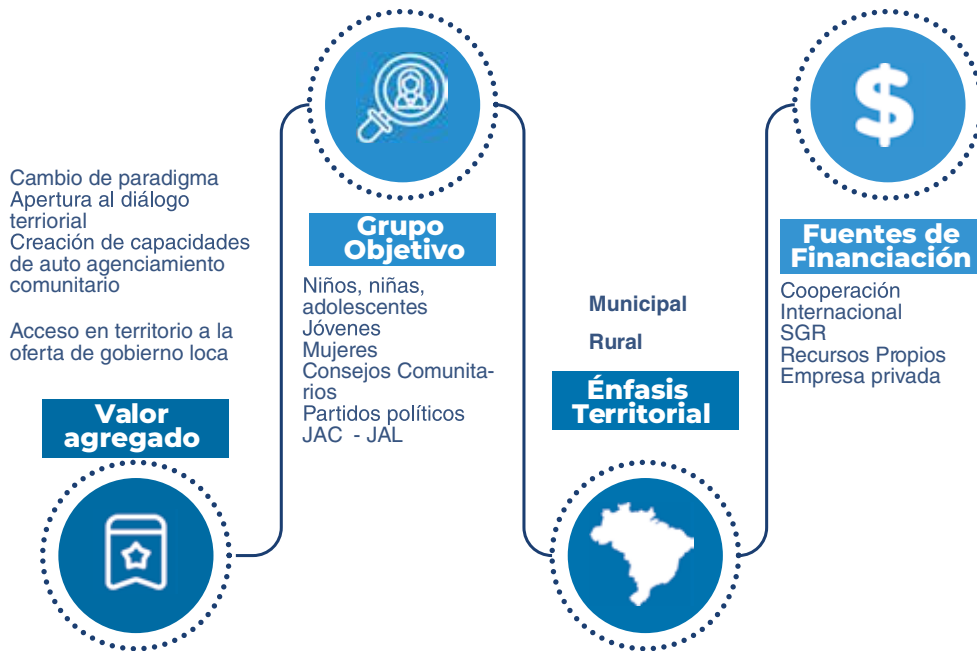 Cambio de paradigma
Apertura al diálogo
terriorial
Creación de capacidades
de auto agenciamiento
comunitario
Acceso en territorio a la
oferta de gobierno loca
Valor
agregado
Grupo
Objetivo
Niños, niñas,
adolescentes
Jóvenes
Mujeres
Consejos Comunita-
rios
Partidos políticos
JAC - JAL
Municipal
Rural
Énfasis
Territorial
$
Fuentes de
Financiación
Cooperación
Internacional
SGR
Recursos Propios
Empresa privada